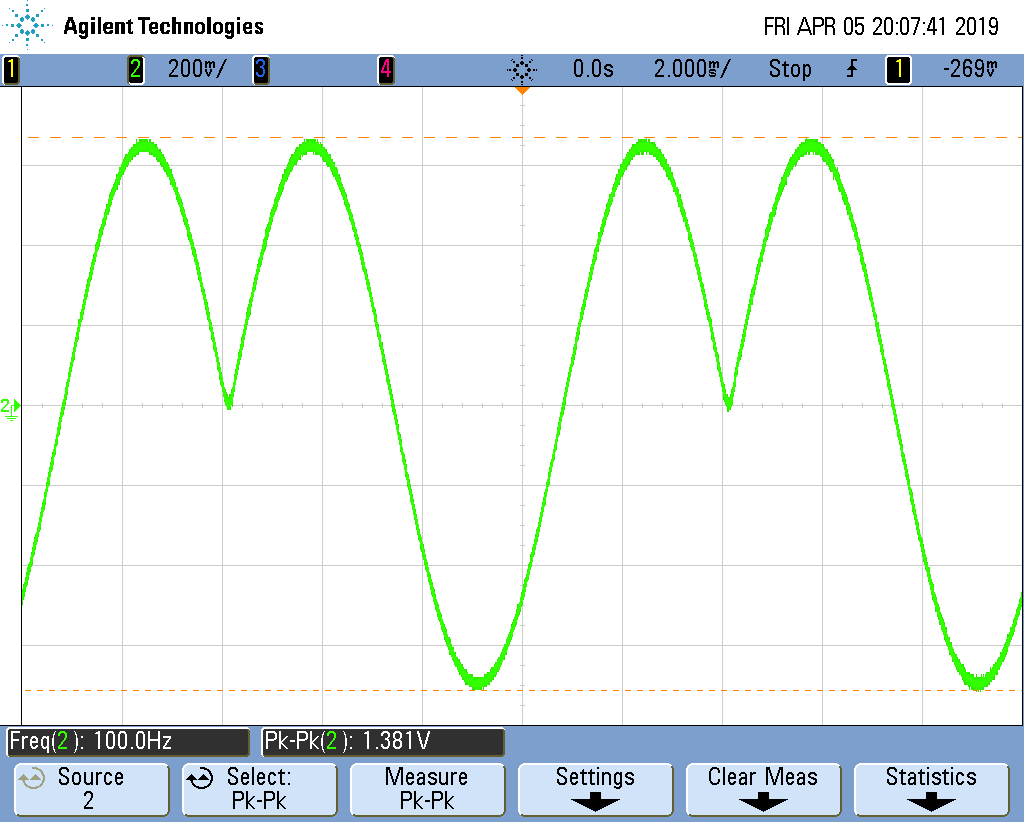 Agilent Technologies FRI APR 05 20:07:41 2019
1 2 200mV/ 3 4 0.0s 2.000ms/ Stop 1 -269mV
2
Freq(2): 100.0Hz Pk-Pk(2): 1.381V
Source Select: Measure Settings Clear Meas Statistics
2 Pk-Pk Pk-Pk